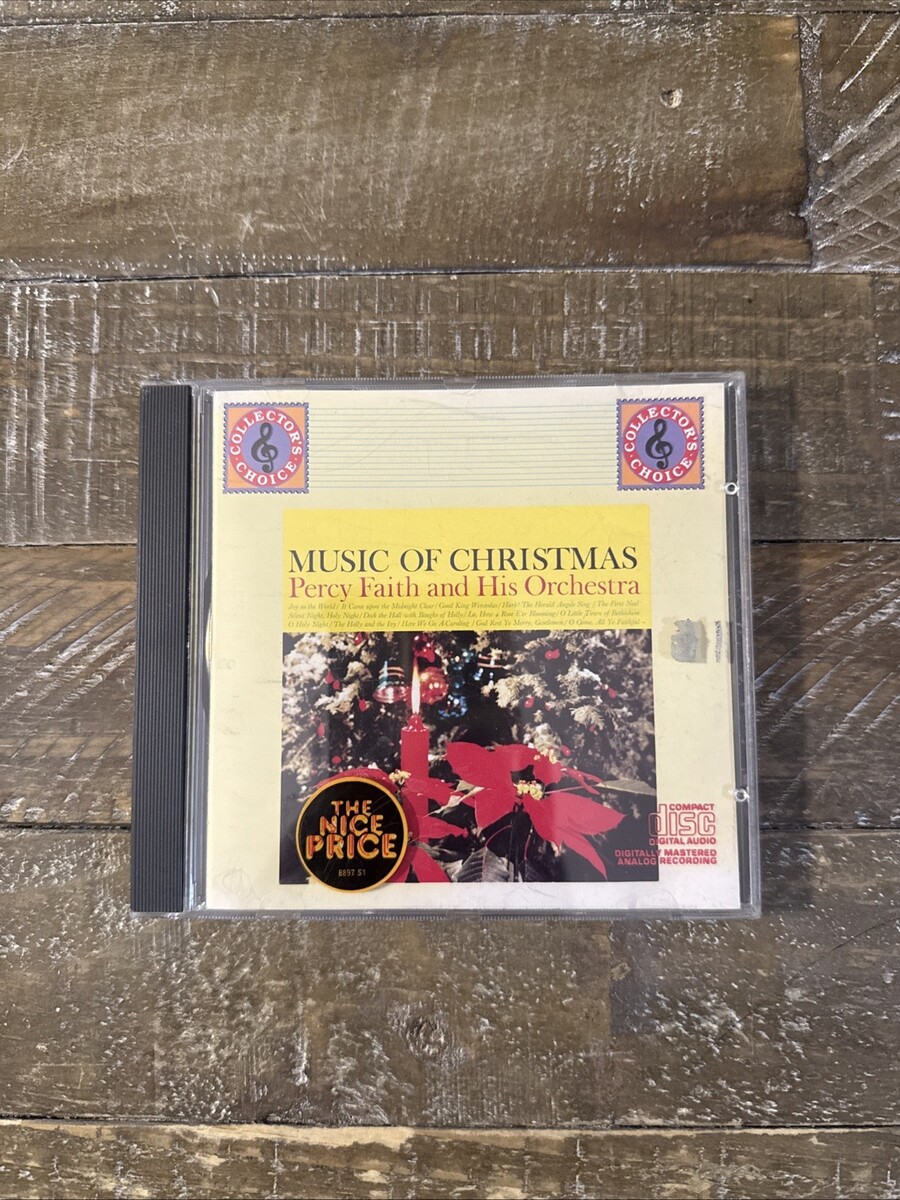 COLLECTOR'S
· CHOICE ·
COLLECTOR'S
· CHOICE ·
MUSIC OF CHRISTMAS
Percy Faith and His Orchestra
Joy to the World / It Came upon the Midnight Clear / Good King Wenceslas / Hark! The Herald Angels Sing / The First Noel
Silent Night, Holy Night / Deck the Hall with Boughs of Holly / Lo, How a Rose E'er Blooming / O Little Town of Bethlehem
O Holy Night / The Holly and the Ivy / Here We Go A Caroling / God Rest Ye Merry, Gentlemen / O Come, All Ye Faithful
THE
NICE
PRICE
COMPACT
disc
DIGITAL AUDIO
DIGITALLY MASTERED
ANALOG RECORDING